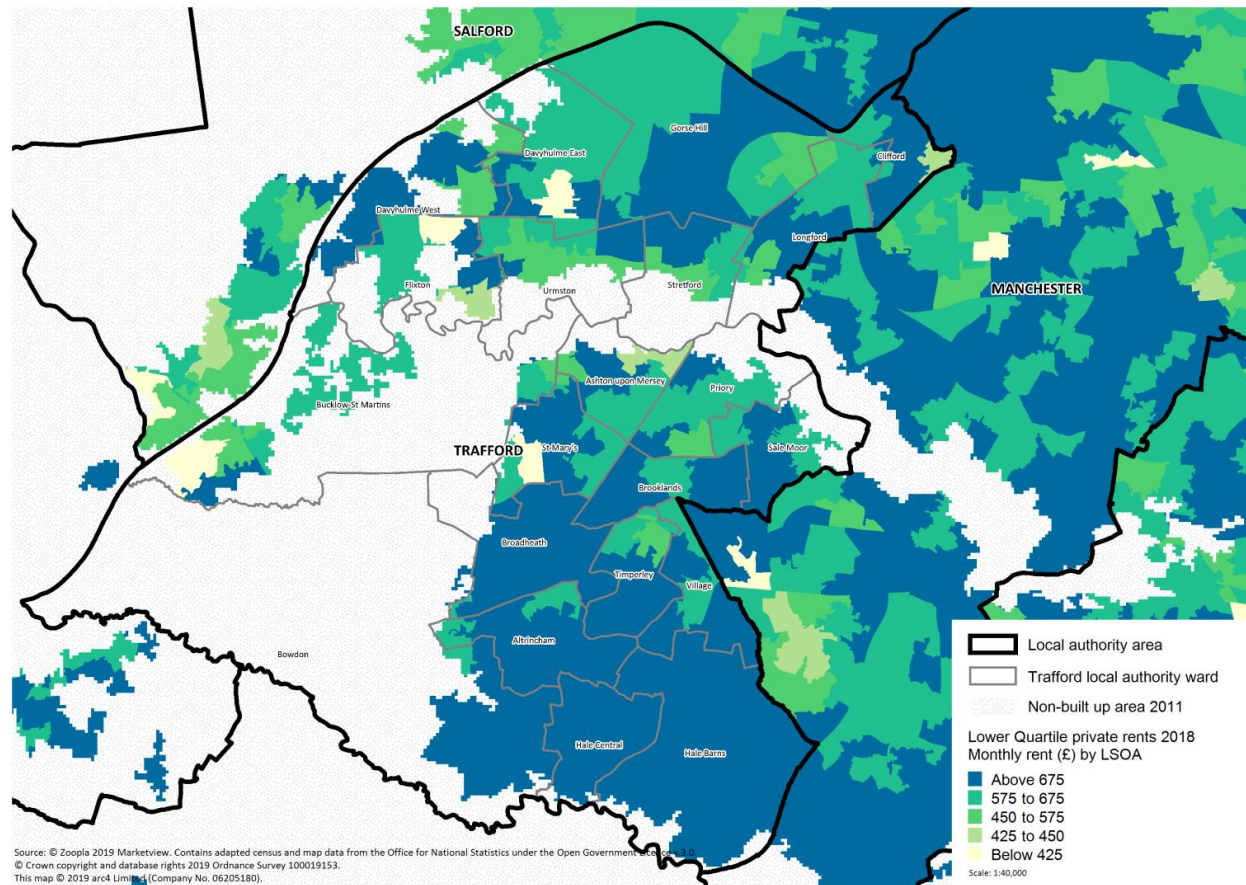 SALFORD
Gorse Hill
Davyhulme East
Clifford
Davyhulme West
Longford
Flixton
Urmston
Stretford
MANCHESTER
Ashton upon Mersey
Priory
Bucklow-St Martins
TRAFFORD
St Mary's
Sale Moor
Brooklands
Broadheath
Timperley
Village
Altrincham
Bowdon
Hale Central
Hale Barns
Local authority area
Trafford local authority ward
Non-built up area 2011
Lower Quartile private rents 2018
Monthly rent (£) by LSOA
Above 675
575 to 675
450 to 575
425 to 450
Below 425
Scale: 1:40,000
Source: © Zoopla 2019 Marketview. Contains adapted census and map data from the Office for National Statistics under the Open Government Licence v.3.0.
© Crown copyright and database rights 2019 Ordnance Survey 100019153.
This map © 2019 arc4 Limited (Company No. 06205180).